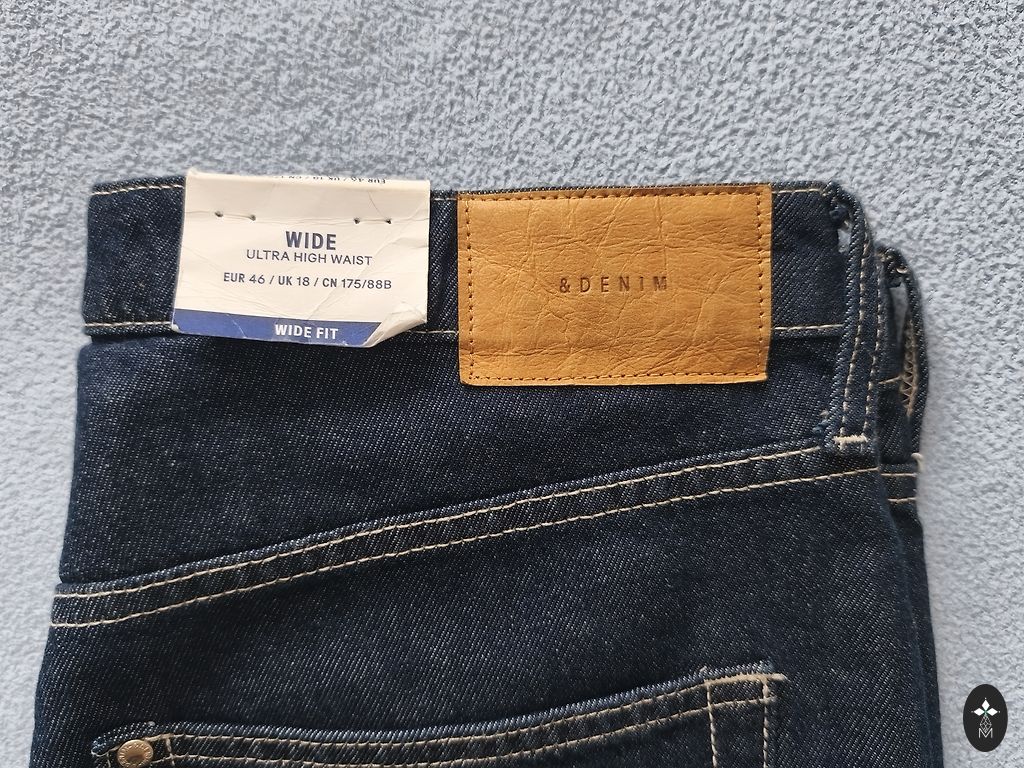 WIDE
ULTRA HIGH WAIST
EUR 46 / UK 18 / CN 175/88B
WIDE FIT
&DENIM
M